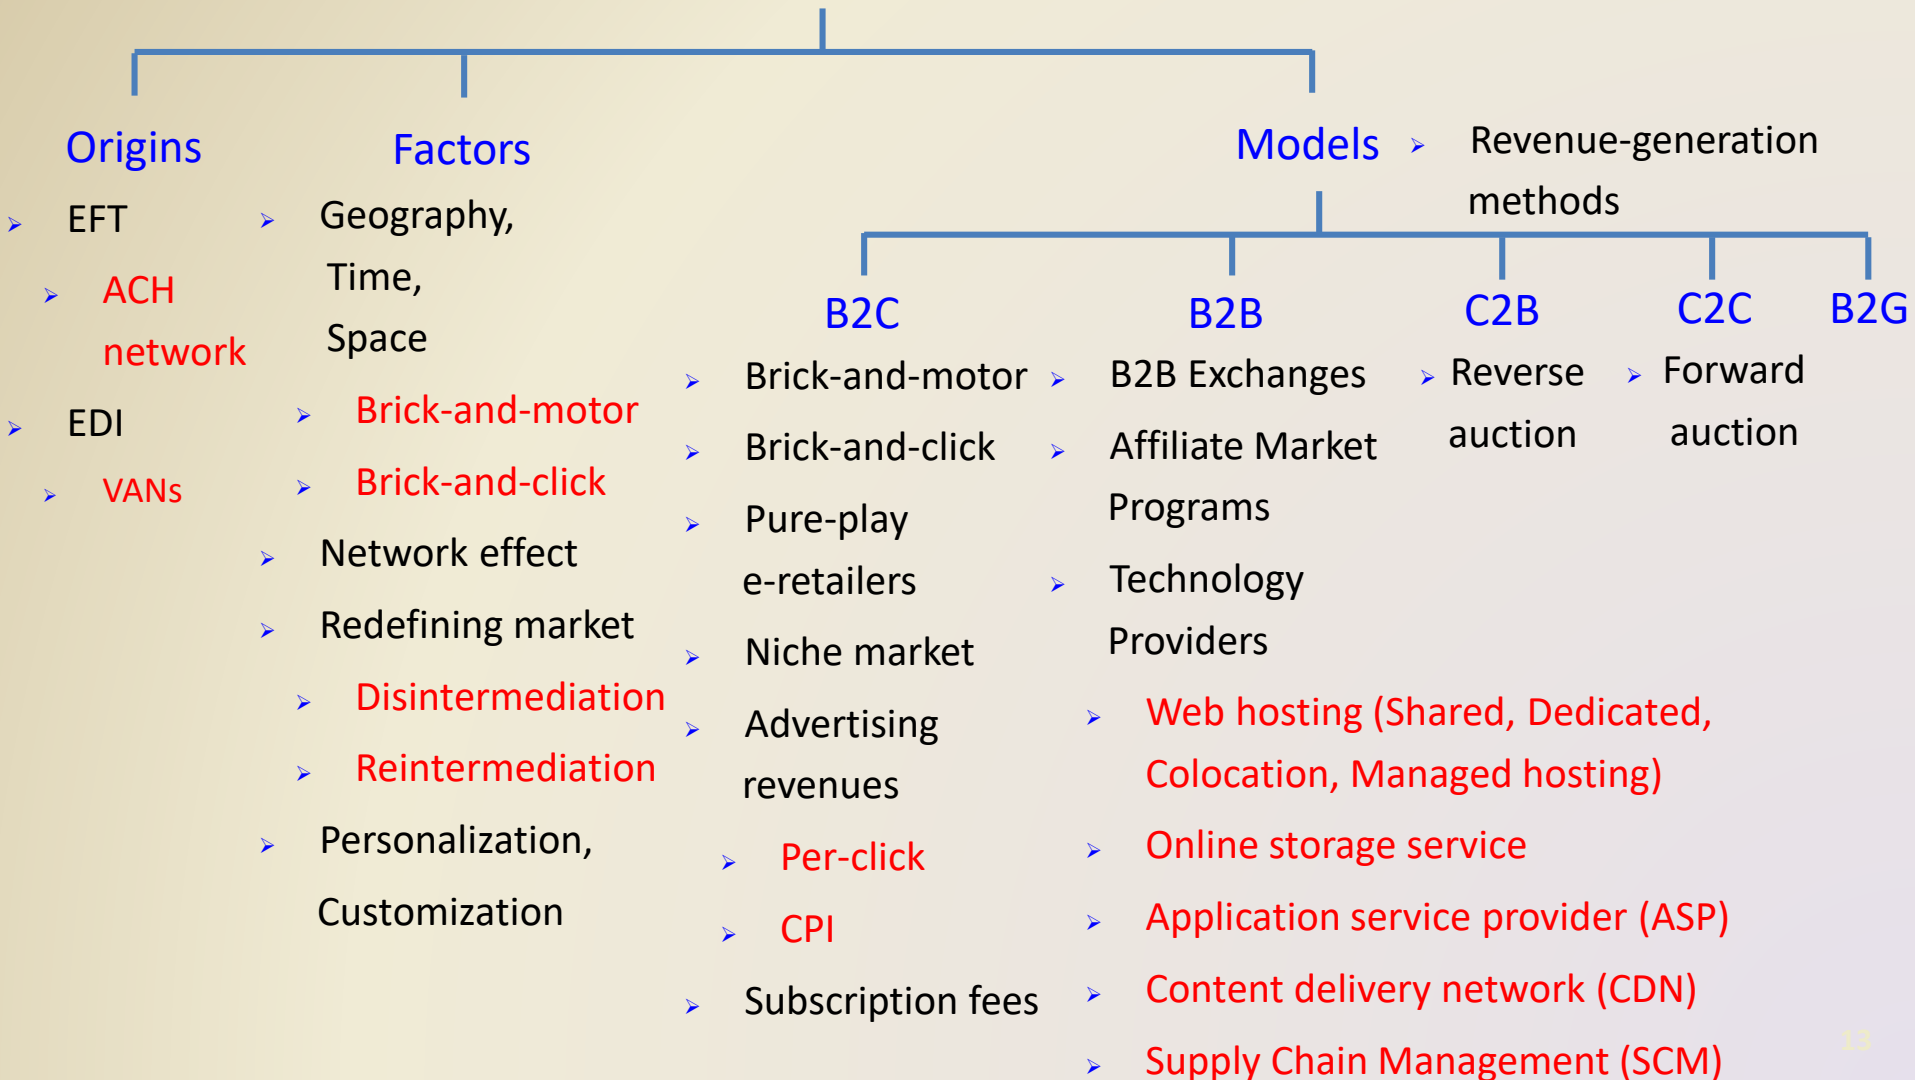 Origins
EFT
ACH
network
EDI
VANs
Factors
Geography,
Time,
Space
Brick-and-motor
Brick-and-click
Network effect
Redefining market
Disintermediation
Reintermediation
Personalization,
Customization
Models
Revenue-generation
methods
B2C
Brick-and-motor
Brick-and-click
Pure-play
e-retailers
Niche market
Advertising
revenues
Per-click
CPI
Subscription fees
B2B
B2B Exchanges
Affiliate Market
Programs
Technology
Providers
Web hosting (Shared, Dedicated,
Colocation, Managed hosting)
Online storage service
Application service provider (ASP)
Content delivery network (CDN)
Supply Chain Management (SCM)
C2B
Reverse
auction
C2C
Forward
auction
B2G
13